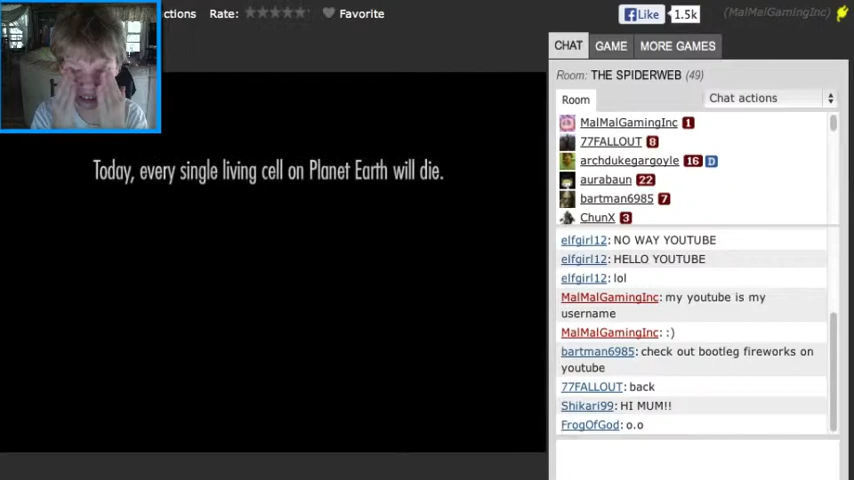 ctions Rate: Favorite Like 1.5k (MalMalGamingInc)
CHAT GAME MORE GAMES
Room: THE SPIDERWEB (49)
Room Chat actions
MalMalGamingInc 1
77FALLOUT 8
archdukegargoyle 16 D
aurabaun 22
bartman6985 7
ChunX 3
Today, every single living cell on Planet Earth will die.
elfgirl12: NO WAY YOUTUBE
elfgirl12: HELLO YOUTUBE
elfgirl12: lol
MalMalGamingInc: my youtube is my
username
MalMalGamingInc: :)
bartman6985: check out bootleg fireworks on
youtube
77FALLOUT: back
Shikari99: HI MUM!!
FrogOfGod: o.o